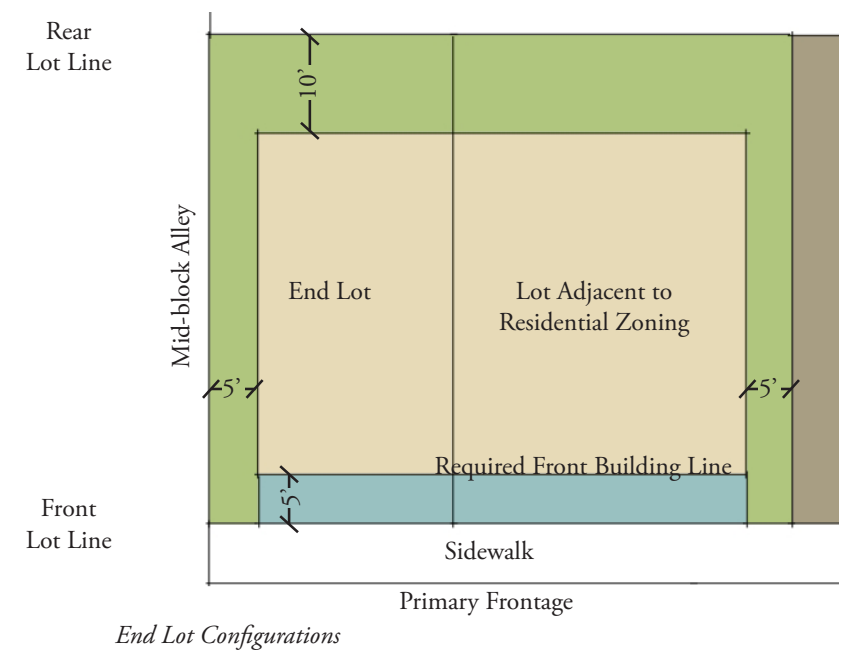 Rear
Lot Line
10’
Mid-block Alley
End Lot
Lot Adjacent to
Residential Zoning
5’
5’
Required Front Building Line
5’
Front
Lot Line
Sidewalk
Primary Frontage
End Lot Configurations